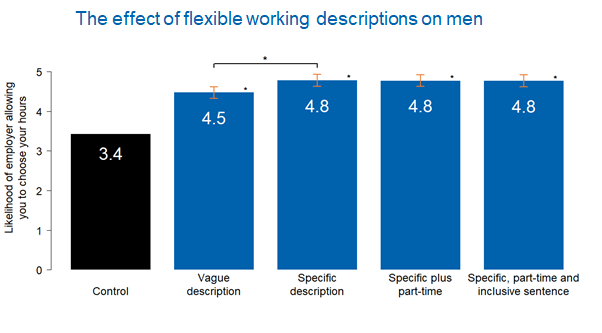 The effect of flexible working descriptions on men
Likelihood of employer allowing
you to choose your hours
5
4
3
2
1
0
*
*
*
*
*
3.4
4.5
4.8
4.8
4.8
Control
Vague
description
Specific
description
Specific plus
part-time
Specific, part-time and
inclusive sentence